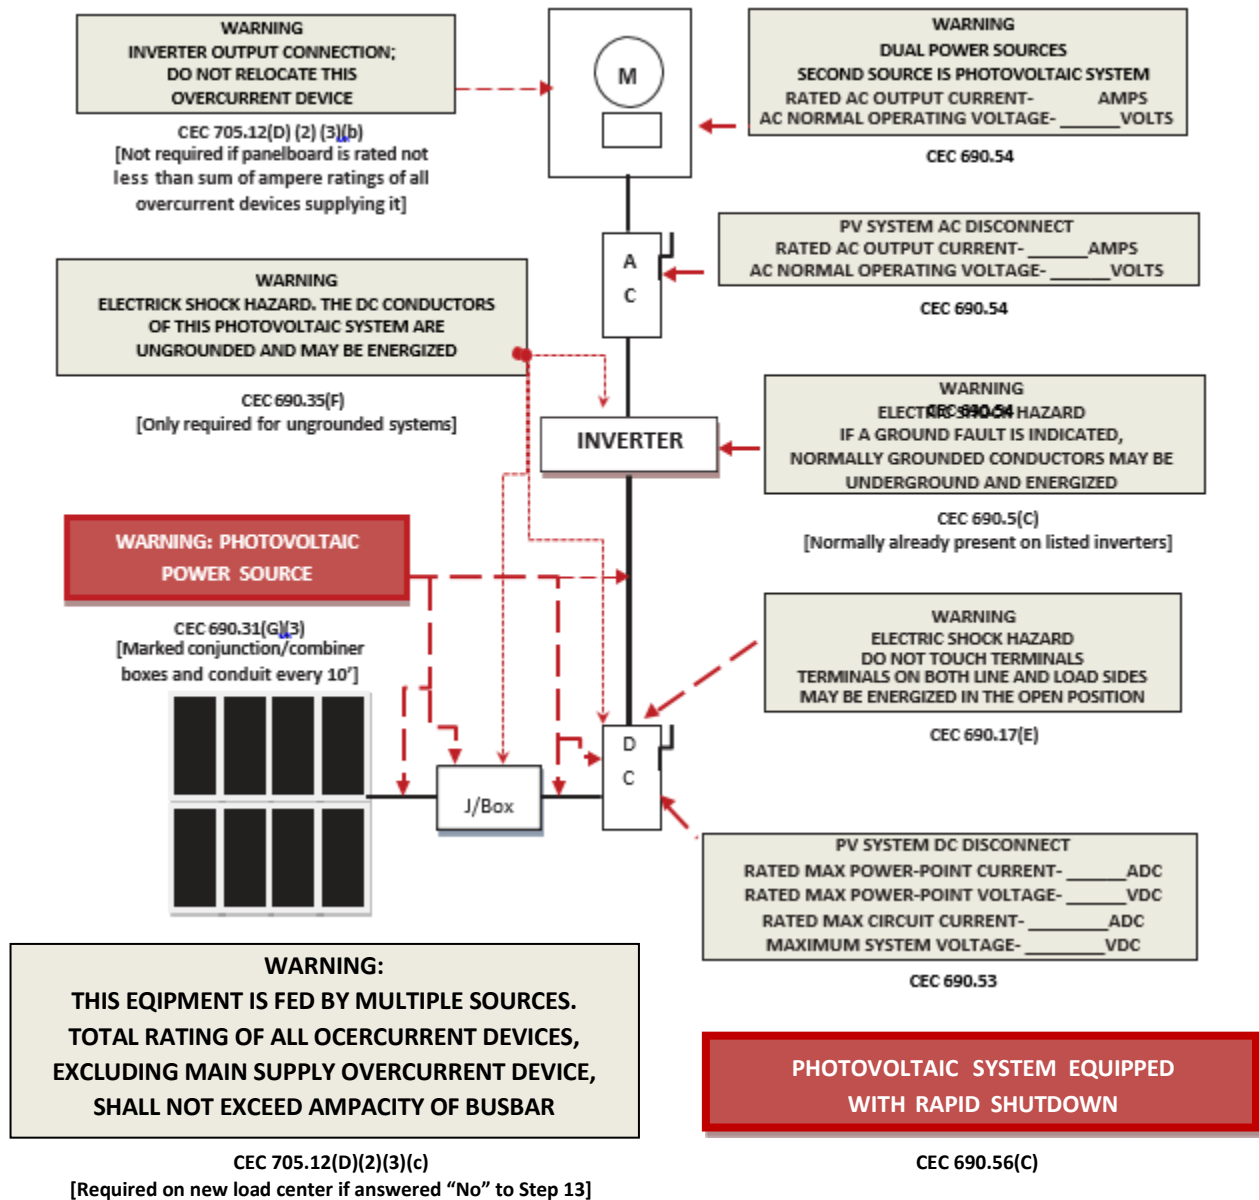 WARNING
INVERTER OUTPUT CONNECTION;
DO NOT RELOCATE THIS
OVERCURRENT DEVICE
CEC 705.12(D) (2) (3)(b)
[Not required if panelboard is rated not
less than sum of ampere ratings of all
overcurrent devices supplying it]
M
WARNING
DUAL POWER SOURCES
SECOND SOURCE IS PHOTOVOLTAIC SYSTEM
RATED AC OUTPUT CURRENT- ______AMPS
AC NORMAL OPERATING VOLTAGE- ______VOLTS
CEC 690.54
A
C
PV SYSTEM AC DISCONNECT
RATED AC OUTPUT CURRENT- ______AMPS
AC NORMAL OPERATING VOLTAGE- ______VOLTS
CEC 690.54
WARNING
ELECTRICK SHOCK HAZARD. THE DC CONDUCTORS
OF THIS PHOTOVOLTAIC SYSTEM ARE
UNGROUNDED AND MAY BE ENERGIZED
CEC 690.35(F)
[Only required for ungrounded systems]
INVERTER
WARNING
CEC 690.54
ELECTRIC SHOCK HAZARD
IF A GROUND FAULT IS INDICATED,
NORMALLY GROUNDED CONDUCTORS MAY BE
UNDERGROUND AND ENERGIZED
CEC 690.5(C)
[Normally already present on listed inverters]
WARNING: PHOTOVOLTAIC
POWER SOURCE
CEC 690.31(G)(3)
[Marked conjunction/combiner
boxes and conduit every 10']
WARNING
ELECTRIC SHOCK HAZARD
DO NOT TOUCH TERMINALS
TERMINALS ON BOTH LINE AND LOAD SIDES
MAY BE ENERGIZED IN THE OPEN POSITION
CEC 690.17(E)
J/Box
D
C
PV SYSTEM DC DISCONNECT
RATED MAX POWER-POINT CURRENT- ______ADC
RATED MAX POWER-POINT VOLTAGE- ______VDC
RATED MAX CIRCUIT CURRENT- ________ADC
MAXIMUM SYSTEM VOLTAGE- ________VDC
CEC 690.53
WARNING:
THIS EQIPMENT IS FED BY MULTIPLE SOURCES.
TOTAL RATING OF ALL OCERCURRENT DEVICES,
EXCLUDING MAIN SUPPLY OVERCURRENT DEVICE,
SHALL NOT EXCEED AMPACITY OF BUSBAR
CEC 705.12(D)(2)(3)(c)
[Required on new load center if answered “No” to Step 13]
PHOTOVOLTAIC SYSTEM EQUIPPED
WITH RAPID SHUTDOWN
CEC 690.56(C)